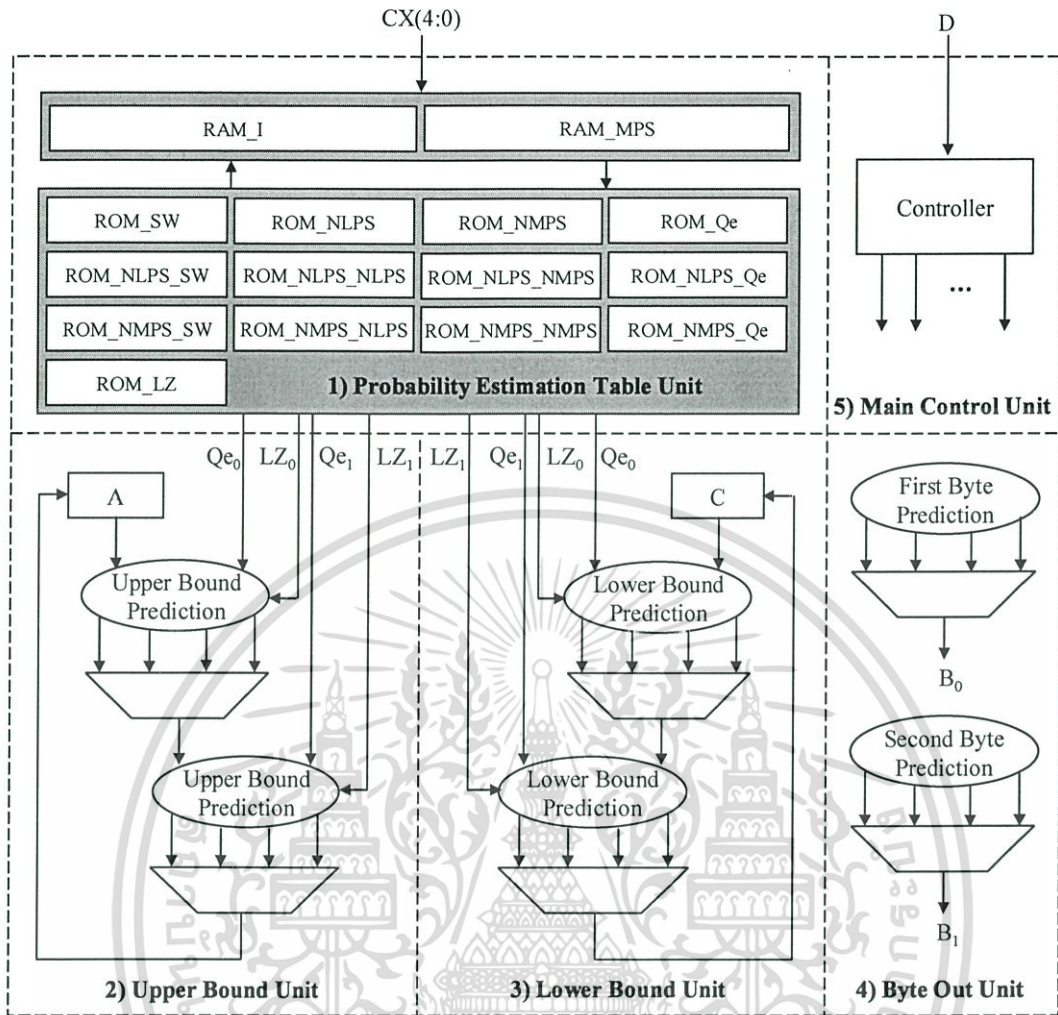 CX(4:0)
D
RAM_I
RAM_MPS
ROM_SW
ROM_NLPS
ROM_NMPS
ROM_Qe
ROM_NLPS_SW
ROM_NLPS_NLPS
ROM_NLPS_NMPS
ROM_NLPS_Qe
ROM_NMPS_SW
ROM_NMPS_NLPS
ROM_NMPS_NMPS
ROM_NMPS_Qe
ROM_LZ
1) Probability Estimation Table Unit
Controller
...
5) Main Control Unit
Qe0
LZ0
Qe1
LZ1
LZ1
Qe1
LZ0
Qe0
A
Upper Bound
Prediction
Upper Bound
Prediction
2) Upper Bound Unit
C
Lower Bound
Prediction
Lower Bound
Prediction
3) Lower Bound Unit
First Byte
Prediction
B0
Second Byte
Prediction
B1
4) Byte Out Unit